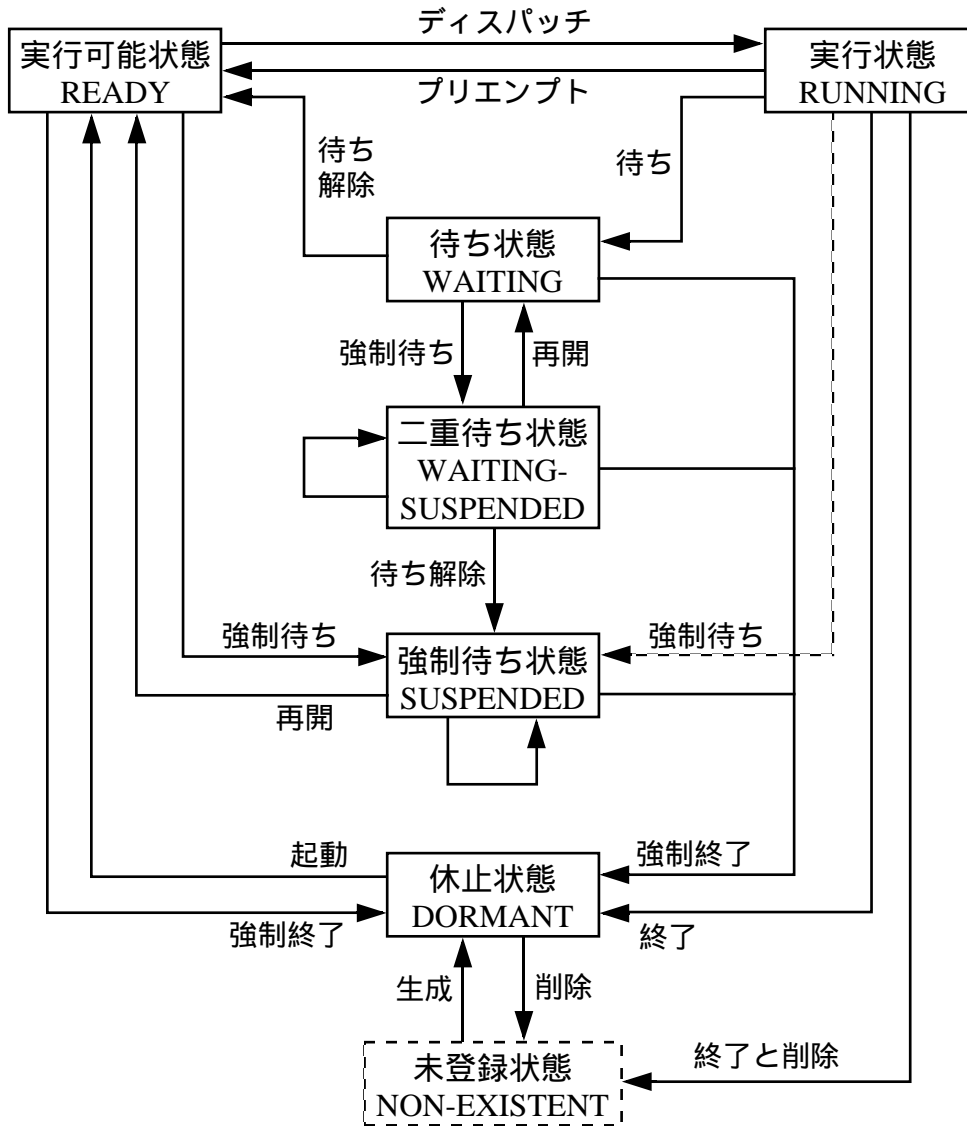 ディスパッチ
実行可能状態
READY
実行状態
RUNNING
プリエンプト
待ち
解除
待ち
待ち状態
WAITING
強制待ち
再開
二重待ち状態
WAITING-
SUSPENDED
待ち解除
強制待ち
強制待ち
強制待ち状態
SUSPENDED
再開
起動
強制終了
休止状態
DORMANT
強制終了
終了
生成
削除
未登録状態
NON-EXISTENT
終了と削除